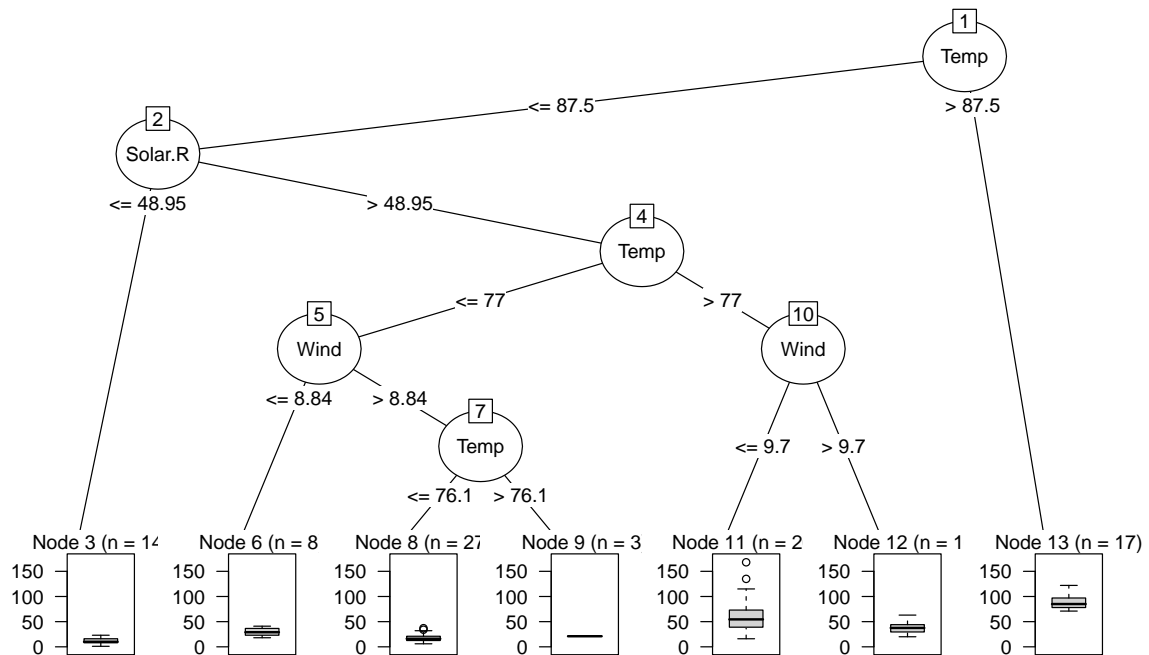 1
Temp
<= 87.5
> 87.5
2
Solar.R
<= 48.95
> 48.95
4
Temp
<= 77
> 77
5
Wind
10
Wind
<= 8.84
> 8.84
7
Temp
<= 9.7
> 9.7
<= 76.1
> 76.1
Node 3 (n = 14
Node 6 (n = 8
Node 8 (n = 27
Node 9 (n = 3
Node 11 (n = 2
Node 12 (n = 1
Node 13 (n = 17)
150 150 150 150 150 150 150
100 100 100 100 100 100 100
50 50 50 50 50 50 50
0 0 0 0 0 0 0